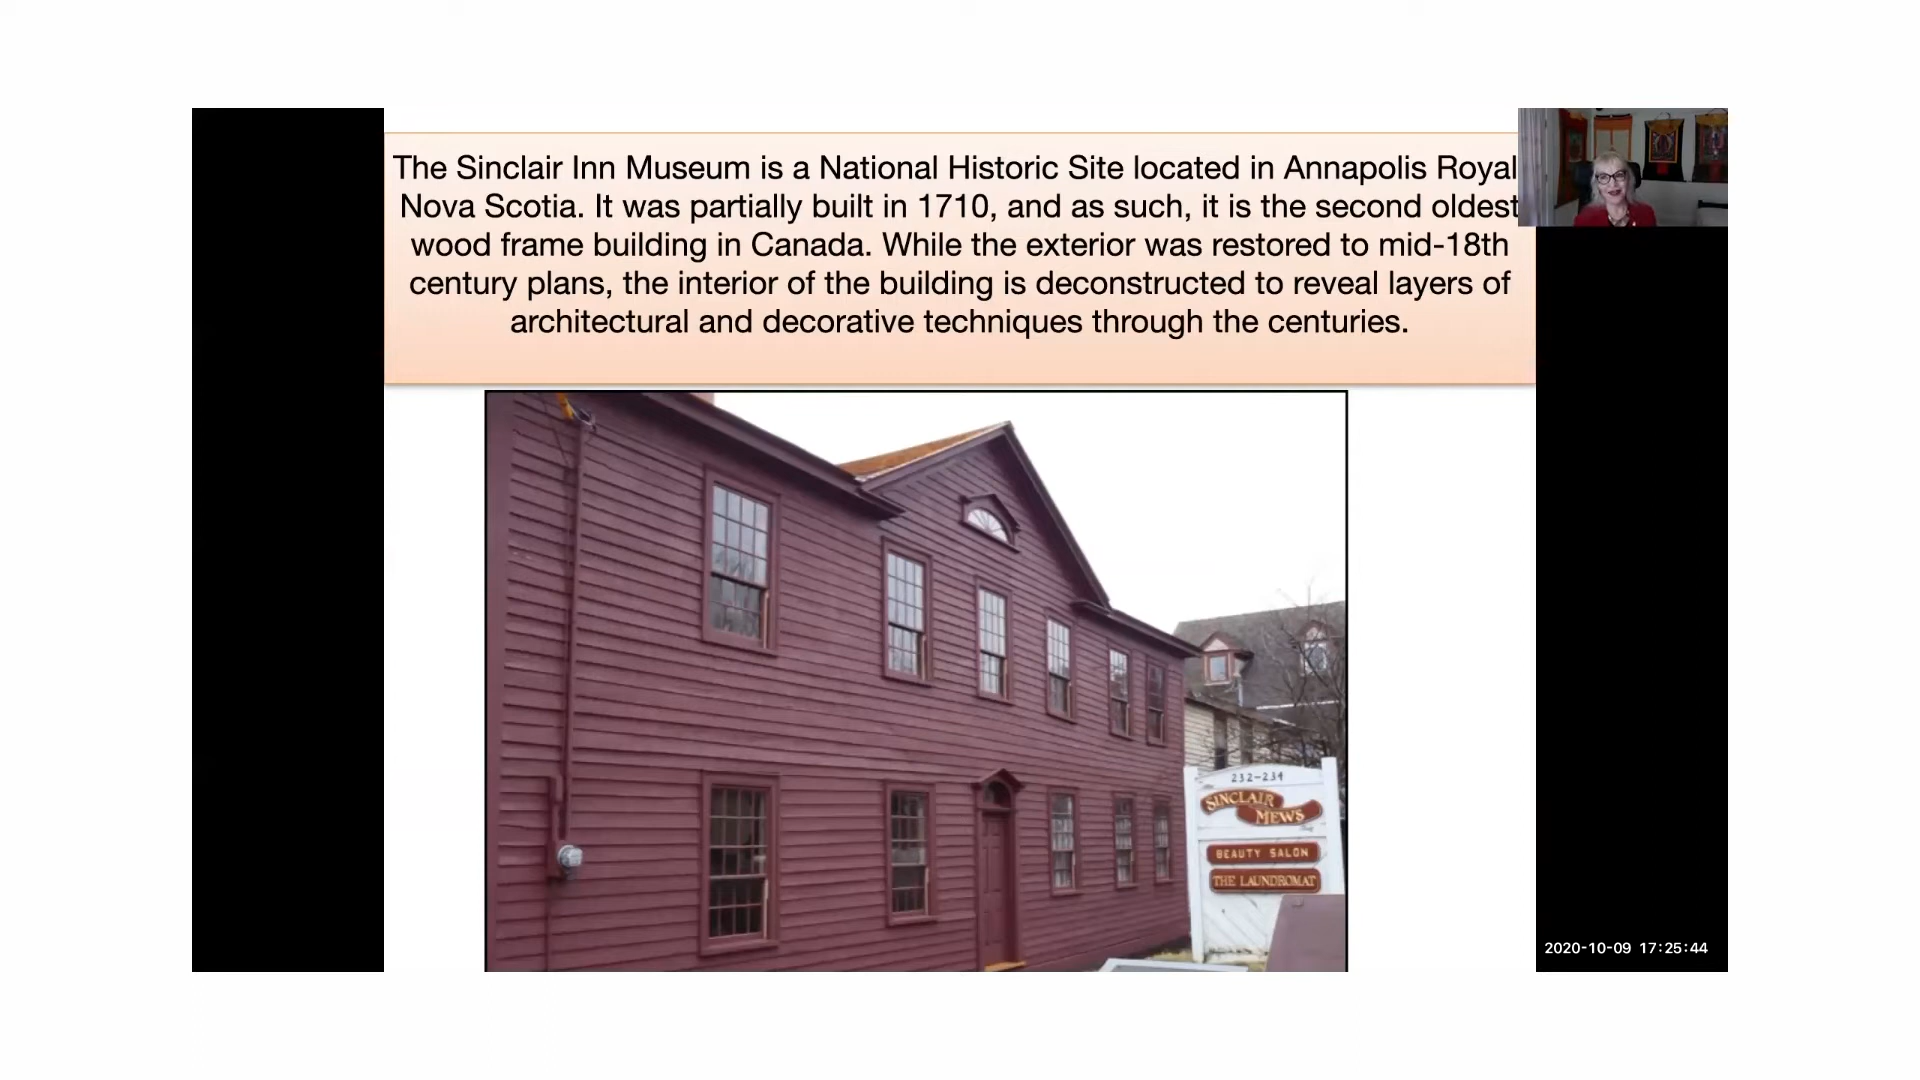 The Sinclair Inn Museum is a National Historic Site located in Annapolis Royal
Nova Scotia. It was partially built in 1710, and as such, it is the second oldest
wood frame building in Canada. While the exterior was restored to mid-18th
century plans, the interior of the building is deconstructed to reveal layers of
architectural and decorative techniques through the centuries.
232-234
SINCLAIR
MEWS
BEAUTY SALON
THE LAUNDROMAT
2020-10-09 17:25:44